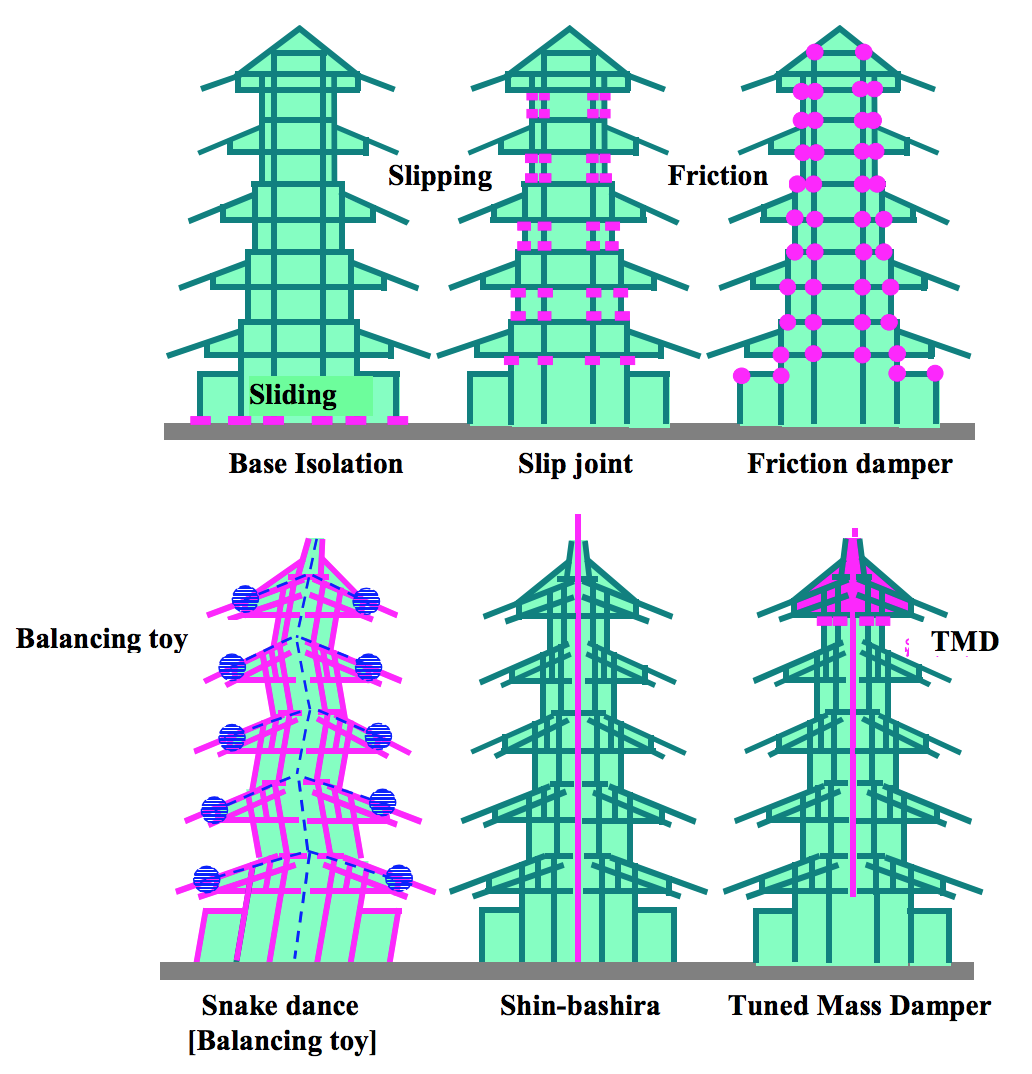 Slipping
Friction
Sliding
Base Isolation
Slip joint
Friction damper
Balancing toy
TMD
Snake dance
[Balancing toy]
Shin-bashira
Tuned Mass Damper